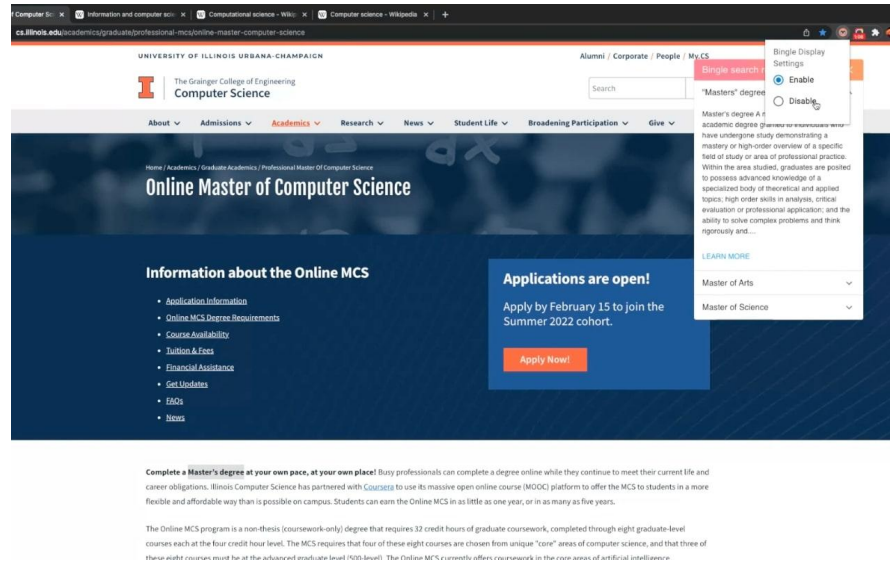 f Computer Sci
Information and computer scie
Computational science - Wikip
Computer science - Wikipedia
cs.illinois.edu/academics/graduate/professional-mcs/online-master-computer-science
UNIVERSITY OF ILLINOIS URBANA-CHAMPAIGN
Alumni / Corporate / People / My.CS
The Grainger College of Engineering
Computer Science
Search
About
Admissions
Academics
Research
News
Student Life
Broadening Participation
Give
Home / Academics / Graduate Academics / Professional Master Of Computer Science
Online Master of Computer Science
Bingle Display
Settings
Enable
Disable
Bingle search r
"Masters" degree
Master's degree A m
academic degree granted to individuals who
have undergone study demonstrating a
mastery or high-order overview of a specific
field of study or area of professional practice.
Within the area studied, graduates are posited
to possess advanced knowledge of a
specialized body of theoretical and applied
topics; high order skills in analysis, critical
evaluation or professional application; and the
ability to solve complex problems and think
rigorously and....
LEARN MORE
Master of Arts
Master of Science
Information about the Online MCS
Application Information
Online MCS Degree Requirements
Course Availability
Tuition & Fees
Financial Assistance
Get Updates
FAQs
News
Applications are open!
Apply by February 15 to join the
Summer 2022 cohort.
Apply Now!
Complete a Master's degree at your own pace, at your own place! Busy professionals can complete a degree online while they continue to meet their current life and
career obligations. Illinois Computer Science has partnered with Coursera to use its massive open online course (MOOC) platform to offer the MCS to students in a more
flexible and affordable way than is possible on campus. Students can earn the Online MCS in as little as one year, or in as many as five years.
The Online MCS program is a non-thesis (coursework-only) degree that requires 32 credit hours of graduate coursework, completed through eight graduate-level
courses each at the four credit hour level. The MCS requires that four of these eight courses are chosen from unique "core" areas of computer science, and that three of
these eight courses must be at the advanced graduate level (500-level). The Online MCS currently offers coursework in the core areas of artificial intelligence